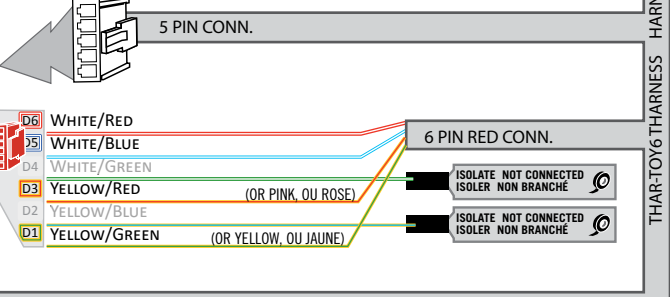 5 PIN CONN.
D6 WHITE/RED
D5 WHITE/BLUE
D4 WHITE/GREEN
D3 YELLOW/RED
(OR PINK, OU ROSE)
D2 YELLOW/BLUE
D1 YELLOW/GREEN
(OR YELLOW, OU JAUNE)
6 PIN RED CONN.
ISOLATE NOT CONNECTED
ISOLER NON BRANCHÉ
ISOLATE NOT CONNECTED
ISOLER NON BRANCHÉ
THAR-TOY6 THARNESS